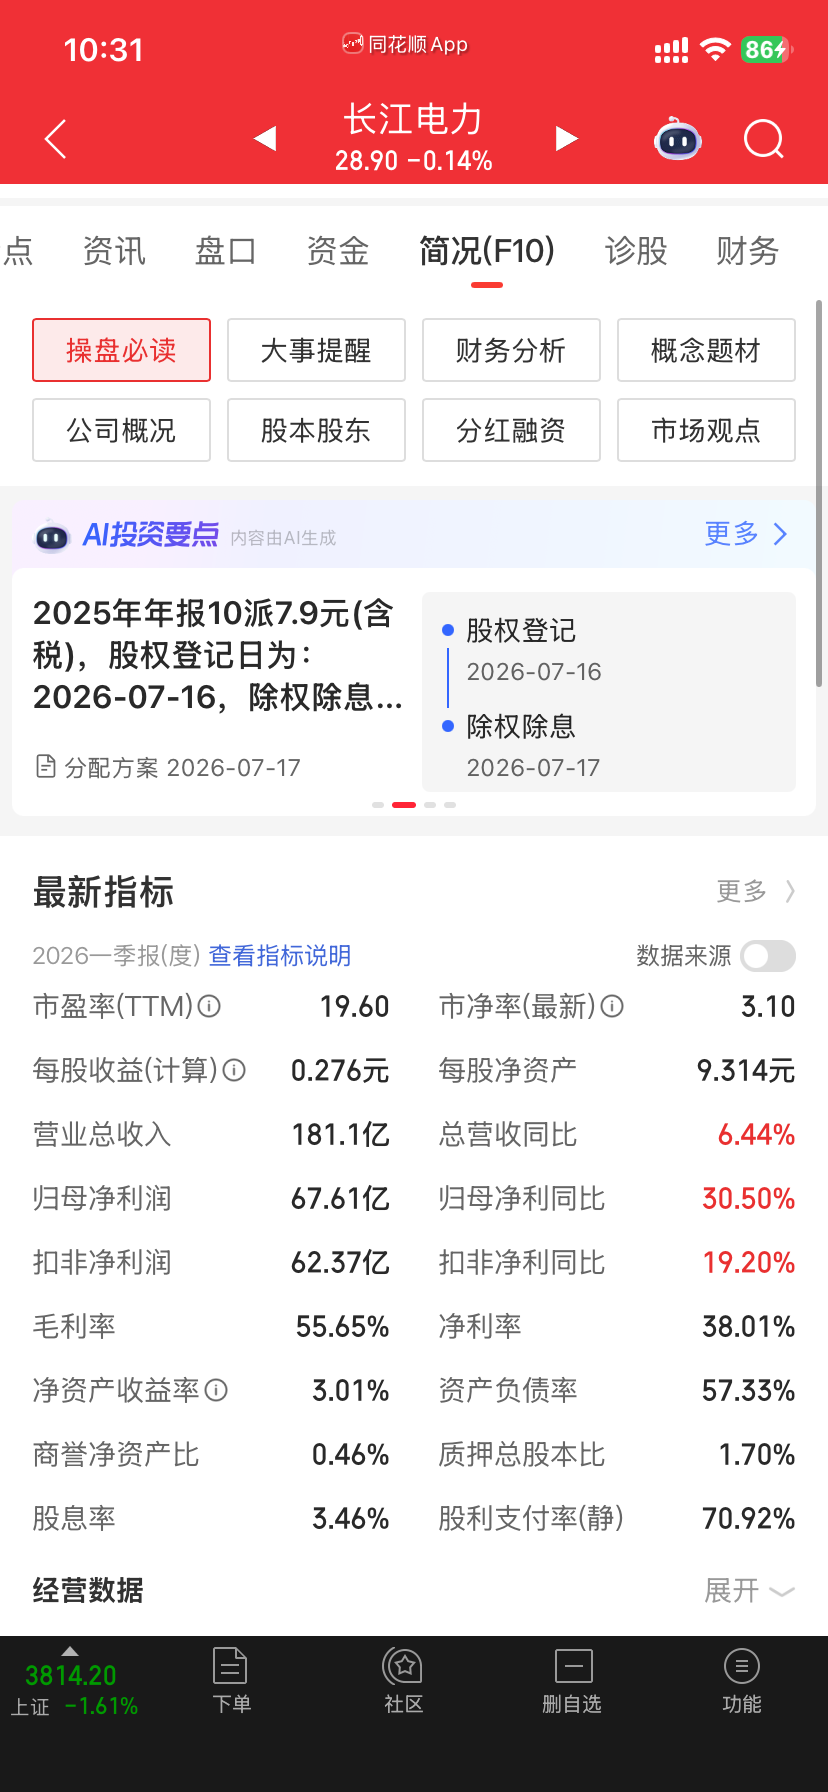 10:31
同花顺App
86
长江电力
28.90 -0.14%
点 资讯 盘口 资金 简况(F10) 诊股 财务
操盘必读 大事提醒 财务分析 概念题材
公司概况 股本股东 分红融资 市场观点
AI投资要点 内容由AI生成 更多
2025年年报10派7.9元(含
税)，股权登记日为：
2026-07-16，除权除息...
分配方案 2026-07-17
股权登记
2026-07-16
除权除息
2026-07-17
最新指标 更多
2026一季报(度) 查看指标说明 数据来源
市盈率(TTM) 19.60 市净率(最新) 3.10
每股收益(计算) 0.276元 每股净资产 9.314元
营业总收入 181.1亿 总营收同比 6.44%
归母净利润 67.61亿 归母净利同比 30.50%
扣非净利润 62.37亿 扣非净利同比 19.20%
毛利率 55.65% 净利率 38.01%
净资产收益率 3.01% 资产负债率 57.33%
商誉净资产比 0.46% 质押总股本比 1.70%
股息率 3.46% 股利支付率(静) 70.92%
经营数据 展开
3814.20
上证 -1.61%
下单 社区 删自选 功能